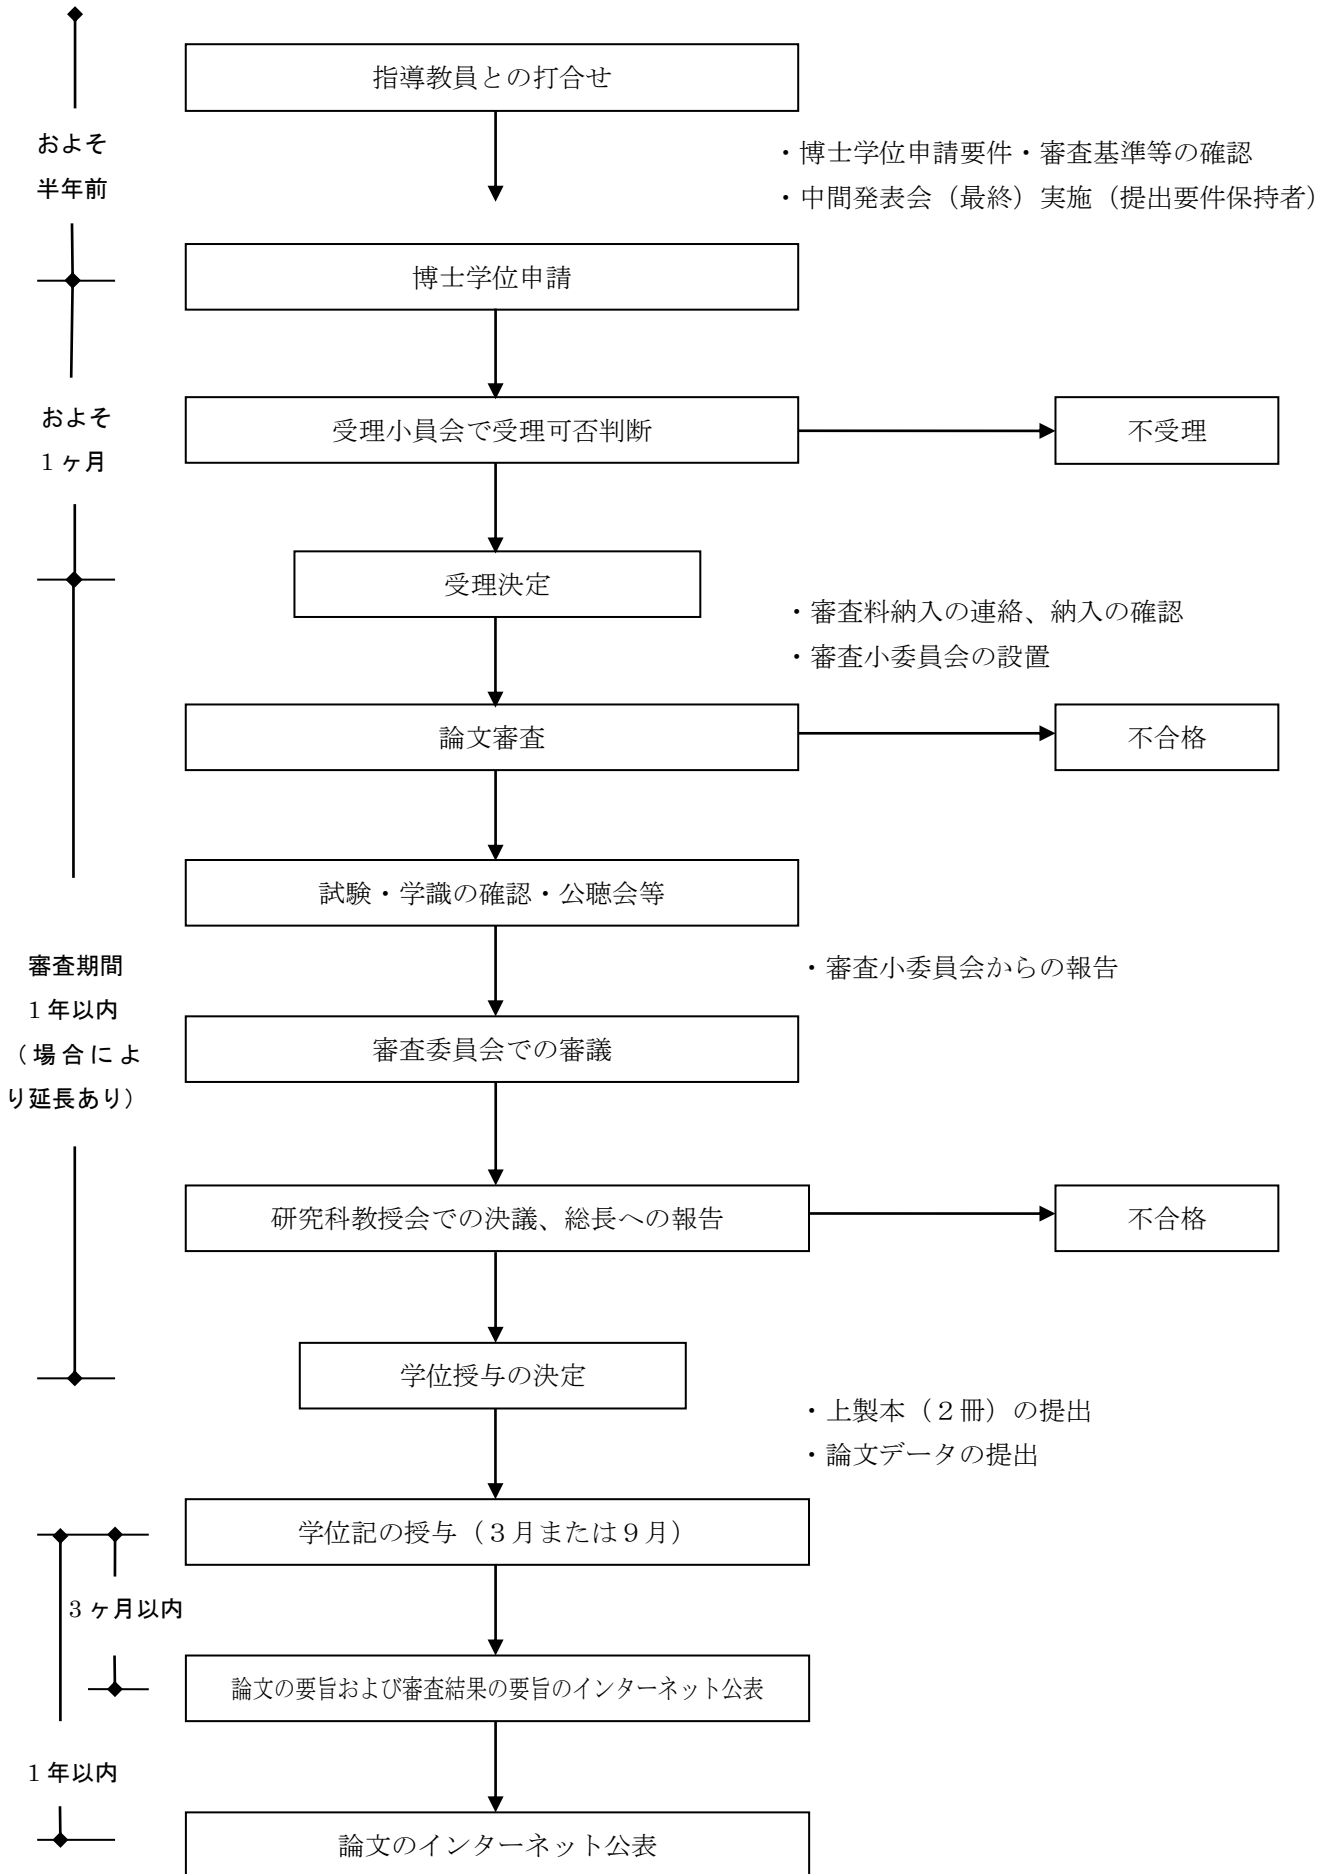 指導教員との打合せ
およそ
半年前
・博士学位申請要件・審査基準等の確認
・中間発表会（最終）実施（提出要件保持者）
博士学位申請
およそ
1ヶ月
受理小員会で受理可否判断
不受理
受理決定
・審査料納入の連絡、納入の確認
・審査小委員会の設置
論文審査
不合格
試験・学識の確認・公聴会等
審査期間
1年以内
（場合によ
り延長あり）
・審査小委員会からの報告
審査委員会での審議
研究科教授会での決議、総長への報告
不合格
学位授与の決定
・上製本（２冊）の提出
・論文データの提出
学位記の授与（３月または９月）
3ヶ月以内
論文の要旨および審査結果の要旨のインターネット公表
1年以内
論文のインターネット公表